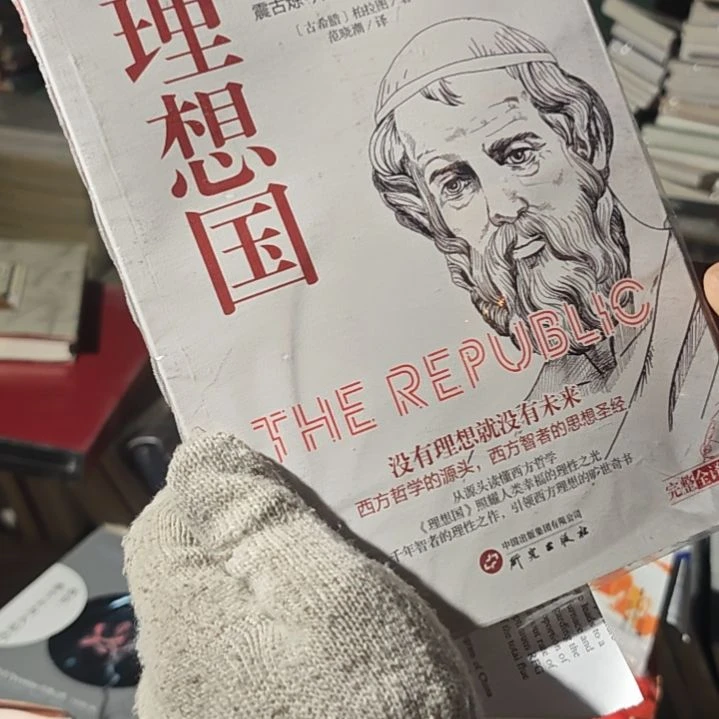 理想国
〔古希腊〕柏拉图
范晓潮/译
THE REPUBLIC
没有理想就没有未来
西方哲学的源头，西方智者的思想圣经
从源头读懂西方哲学
《理想国》照耀人类幸福的理性之光
千年智者的理性之作，引领西方理想的旷世奇书
完整全译
中国出版集团有限公司
研究出版社